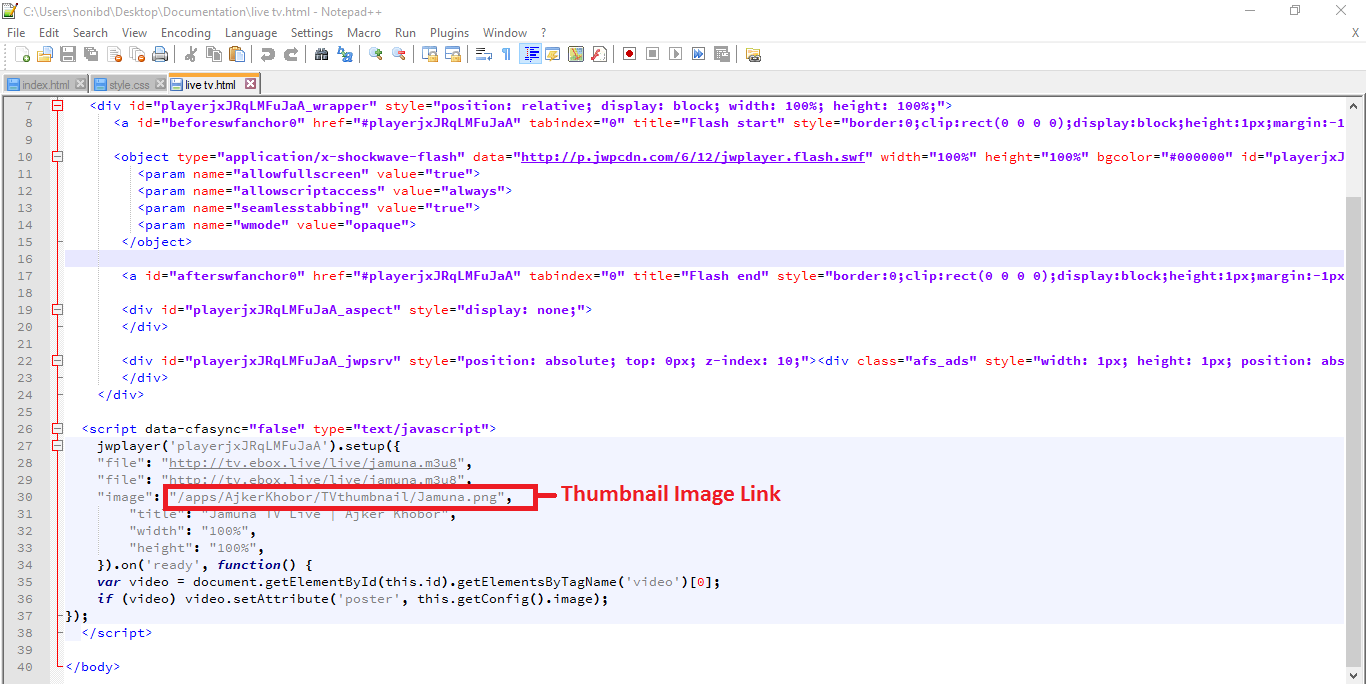 C:\Users\nonibd\Desktop\Documentation\live tv.html - Notepad++
File Edit Search View Encoding Language Settings Macro Run Plugins Window ? X
index.html style.css live tv.html
7 <div id="playerjxJRqLMFuJaA_wrapper" style="position: relative; display: block; width: 100%; height: 100%;">
8 <a id="beforeswfanchor0" href="#playerjxJRqLMFuJaA" tabindex="0" title="Flash start" style="border:0;clip:rect(0 0 0 0);display:block;height:1px;margin:-1
9
10 <object type="application/x-shockwave-flash" data="http://p.jwpcdn.com/6/12/jwplayer.flash.swf" width="100%" height="100%" bgcolor="#000000" id="playerjxJ
11 <param name="allowfullscreen" value="true">
12 <param name="allowscriptaccess" value="always">
13 <param name="seamlesstabbing" value="true">
14 <param name="wmode" value="opaque">
15 </object>
16
17 <a id="afterswfanchor0" href="#playerjxJRqLMFuJaA" tabindex="0" title="Flash end" style="border:0;clip:rect(0 0 0 0);display:block;height:1px;margin:-1px
18
19 <div id="playerjxJRqLMFuJaA_aspect" style="display: none;">
20 </div>
21
22 <div id="playerjxJRqLMFuJaA_jwpsrv" style="position: absolute; top: 0px; z-index: 10;"><div class="afs_ads" style="width: 1px; height: 1px; position: abs
23 </div>
24 </div>
25
26 <script data-cfasync="false" type="text/javascript">
27 jwplayer('playerjxJRqLMFuJaA').setup({
28 "file": "http://tv.ebox.live/live/jamuna.m3u8",
29 "file": "http://tv.ebox.live/live/jamuna.m3u8",
30 "image": "/apps/AjkerKhobor/TVthumbnail/Jamuna.png", Thumbnail Image Link
31 "title": "Jamuna TV Live | Ajker Khobor",
32 "width": "100%",
33 "height": "100%",
34 }).on('ready', function() {
35 var video = document.getElementById(this.id).getElementsByTagName('video')[0];
36 if (video) video.setAttribute('poster', this.getConfig().image);
37 });
38 </script>
39
40 </body>